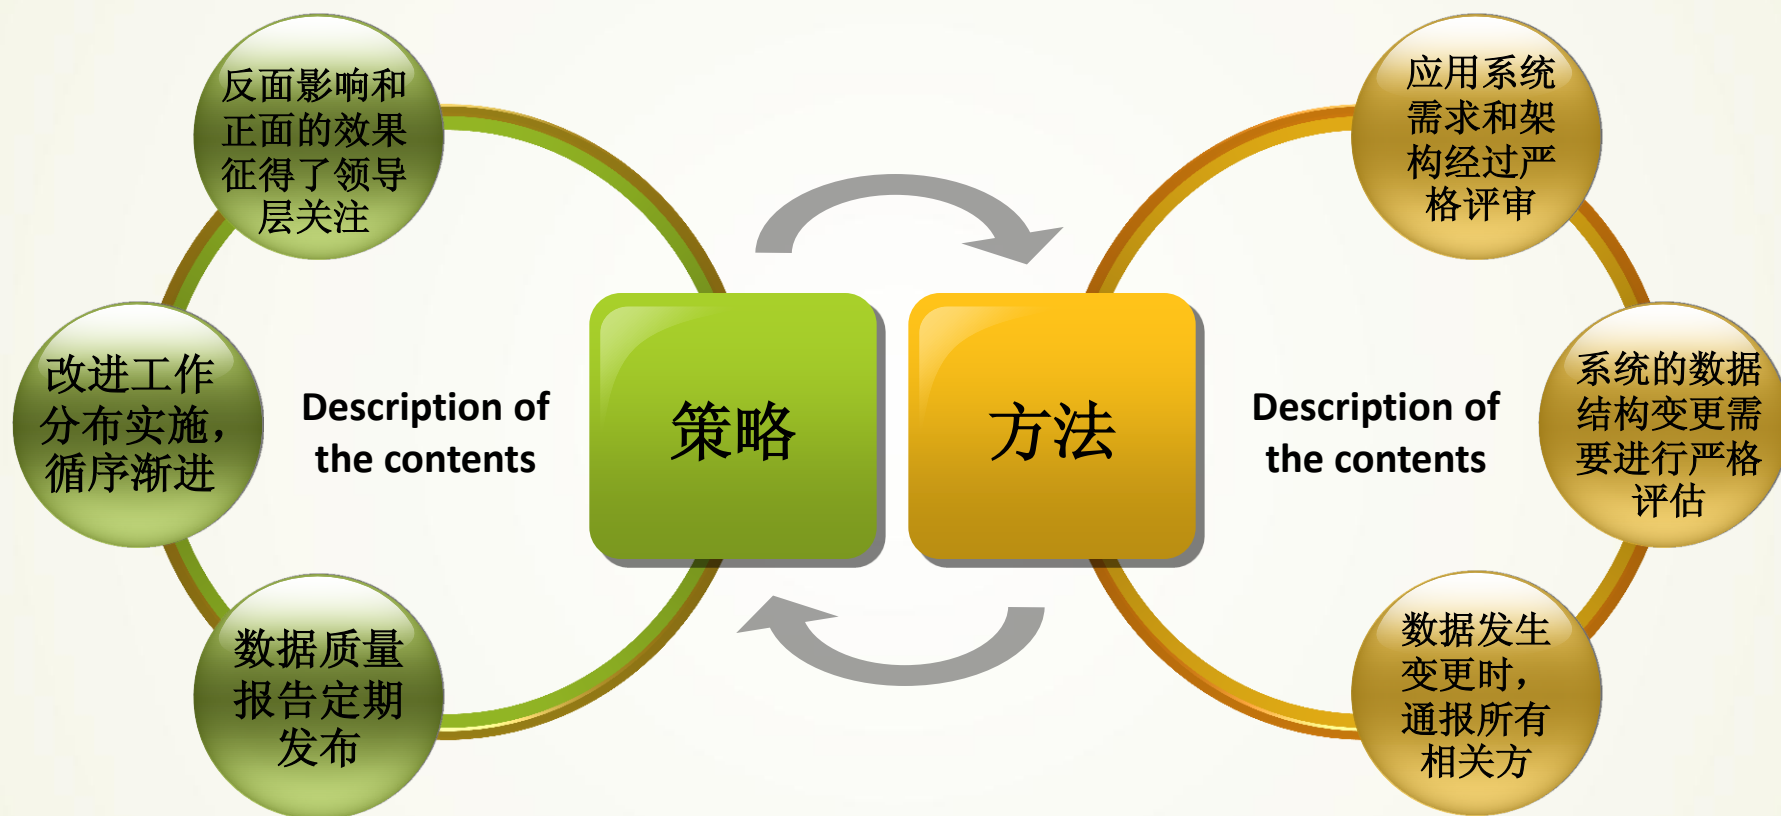 反面影响和
正面的效果
征得了领导
层关注
改进工作
分布实施，
循序渐进
数据质量
报告定期
发布
Description of
the contents
策略
方法
Description of
the contents
应用系统
需求和架
构经过严
格评审
系统的数据
结构变更需
要进行严格
评估
数据发生
变更时，
通报所有
相关方